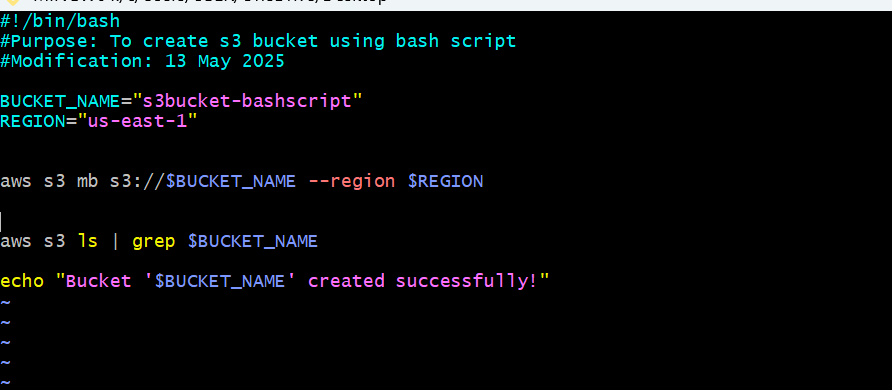 #!/bin/bash
#Purpose: To create s3 bucket using bash script
#Modification: 13 May 2025
BUCKET_NAME="s3bucket-bashscript"
REGION="us-east-1"
aws s3 mb s3://$BUCKET_NAME --region $REGION
aws s3 ls | grep $BUCKET_NAME
echo "Bucket '$BUCKET_NAME' created successfully!"
~
~
~
~
~